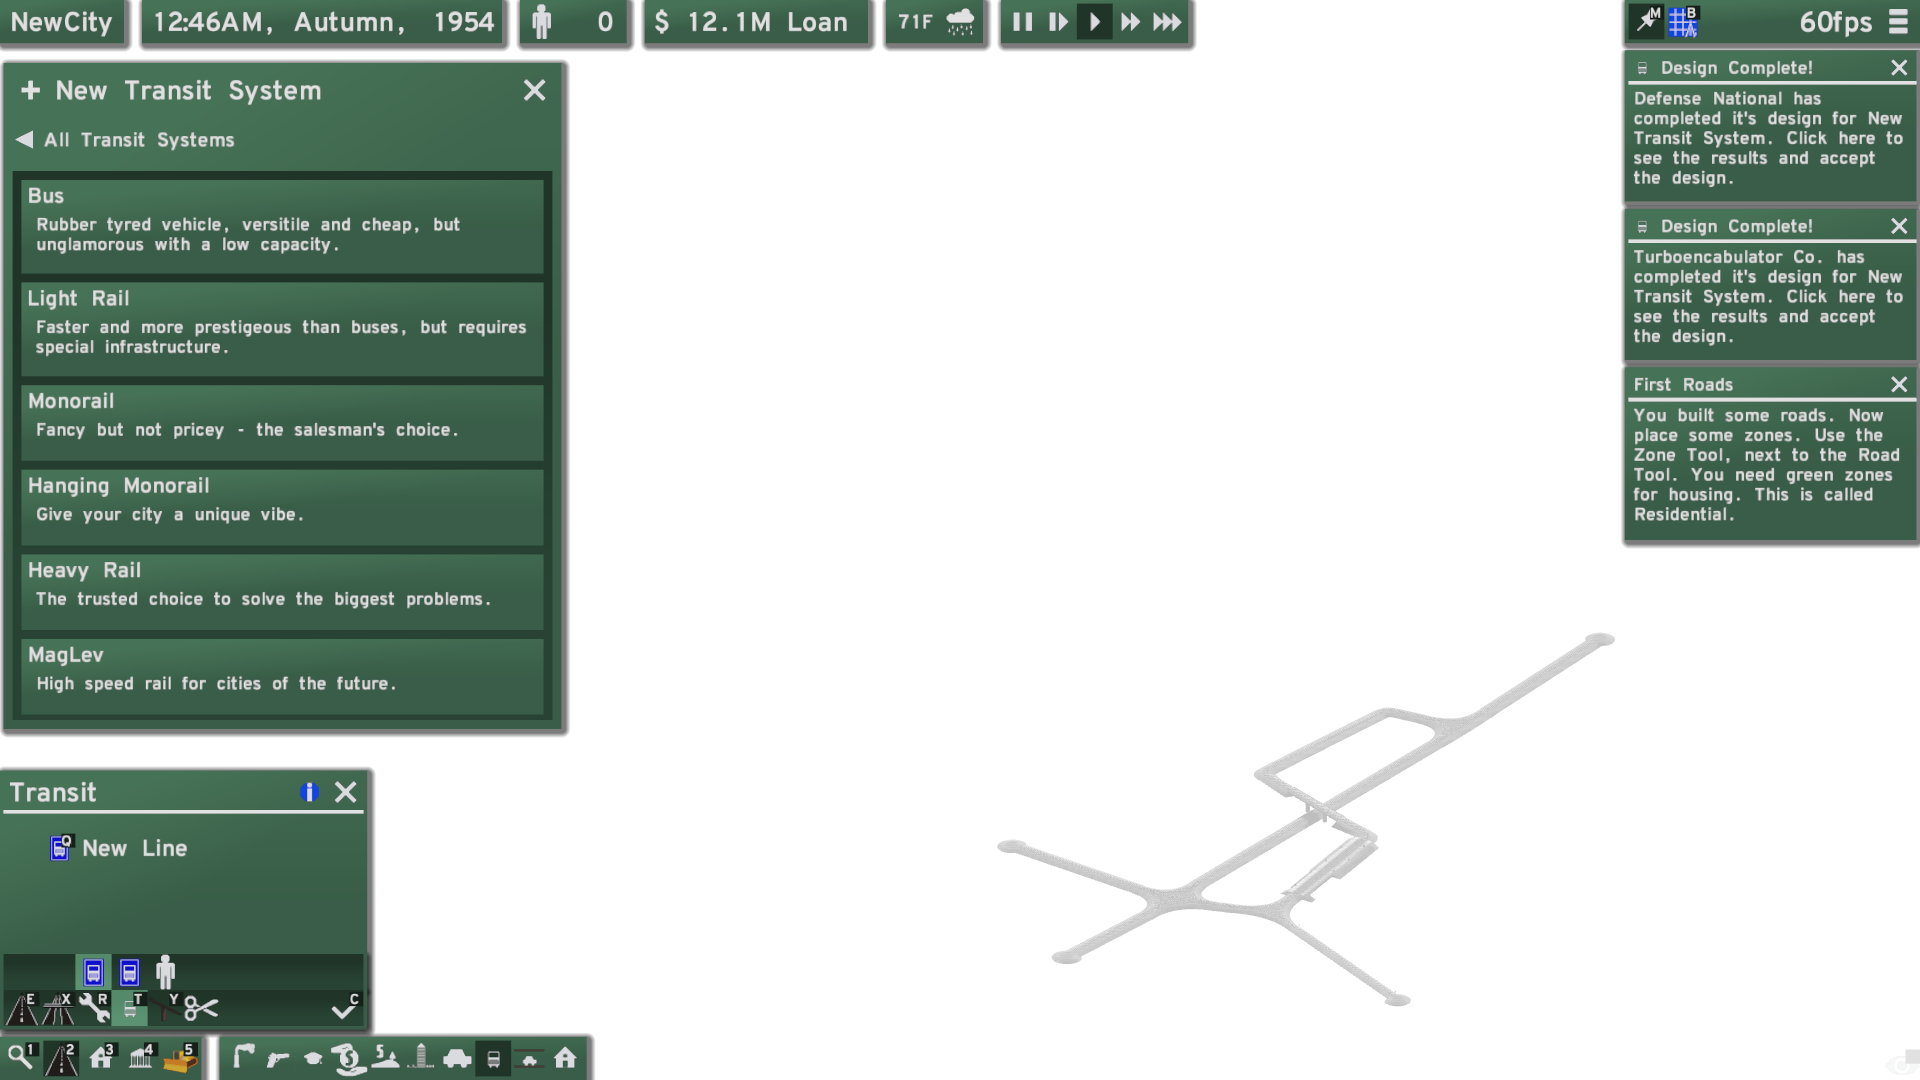 NewCity
12:46AM, Autumn, 1954
0
$ 12.1M Loan
71F
M
B
60fps
+ New Transit System
All Transit Systems
Bus
Rubber tyred vehicle, versitile and cheap, but
unglamorous with a low capacity.
Light Rail
Faster and more prestigeous than buses, but requires
special infrastructure.
Monorail
Fancy but not pricey - the salesman's choice.
Hanging Monorail
Give your city a unique vibe.
Heavy Rail
The trusted choice to solve the biggest problems.
MagLev
High speed rail for cities of the future.
Design Complete!
Defense National has
completed it's design for New
Transit System. Click here to
see the results and accept
the design.
Design Complete!
Turboencabulator Co. has
completed it's design for New
Transit System. Click here to
see the results and accept
the design.
First Roads
You built some roads. Now
place some zones. Use the
Zone Tool, next to the Road
Tool. You need green zones
for housing. This is called
Residential.
Transit
i
Q
New Line
E X R T Y C
1 2 3 4 5
$ 5